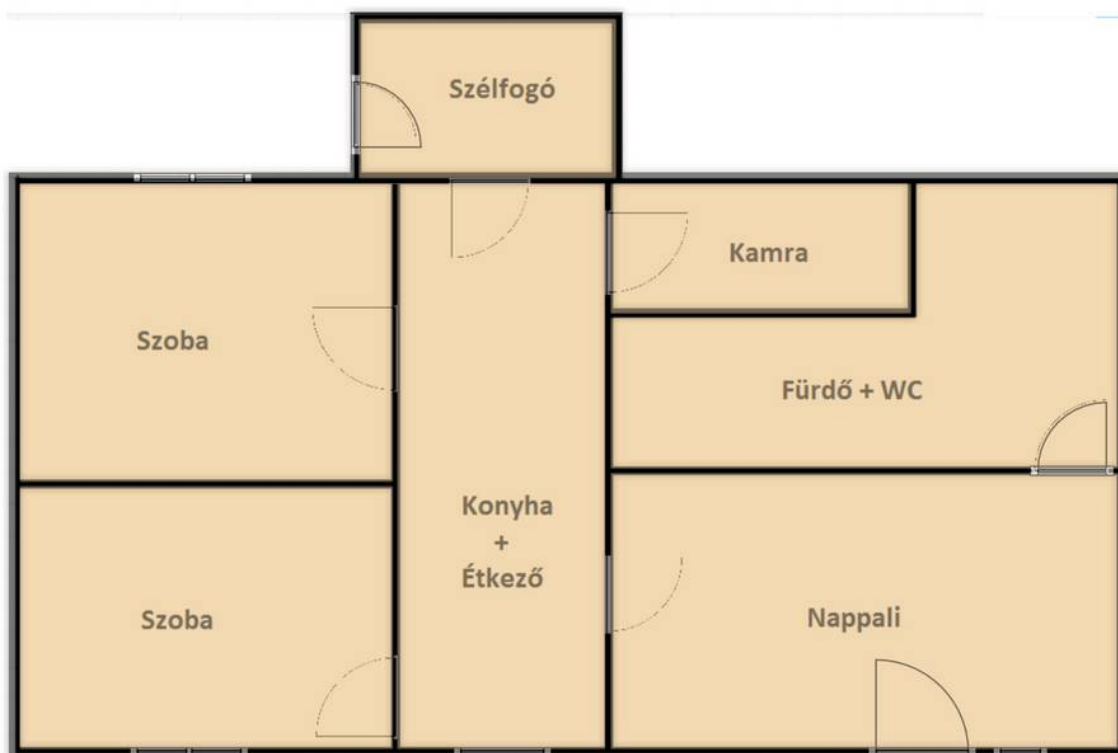 Szélfogó
Kamra
Szoba
Fürdő + WC
Konyha
+
Étkező
Szoba
Nappali